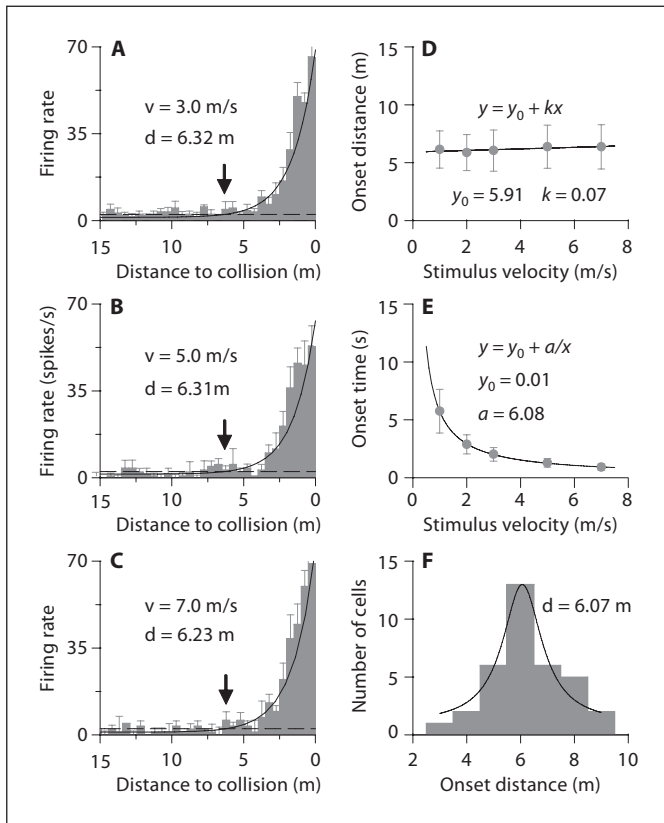 A
70
35
0
Firing rate
v = 3.0 m/s
d = 6.32 m
15
10
5
0
Distance to collision (m)
B
70
35
0
Firing rate (spikes/s)
v = 5.0 m/s
d = 6.31m
15
10
5
0
Distance to collision (m)
C
70
35
0
Firing rate
v = 7.0 m/s
d = 6.23 m
15
10
5
0
Distance to collision (m)
D
15
10
5
0
Onset distance (m)
y = y0 + kx
y0 = 5.91 k = 0.07
0
2
4
6
8
Stimulus velocity (m/s)
E
15
10
5
0
Onset time (s)
y = y0 + a/x
y0 = 0.01
a = 6.08
0
2
4
6
8
Stimulus velocity (m/s)
F
15
10
5
0
Number of cells
d = 6.07 m
2
4
6
8
10
Onset distance (m)